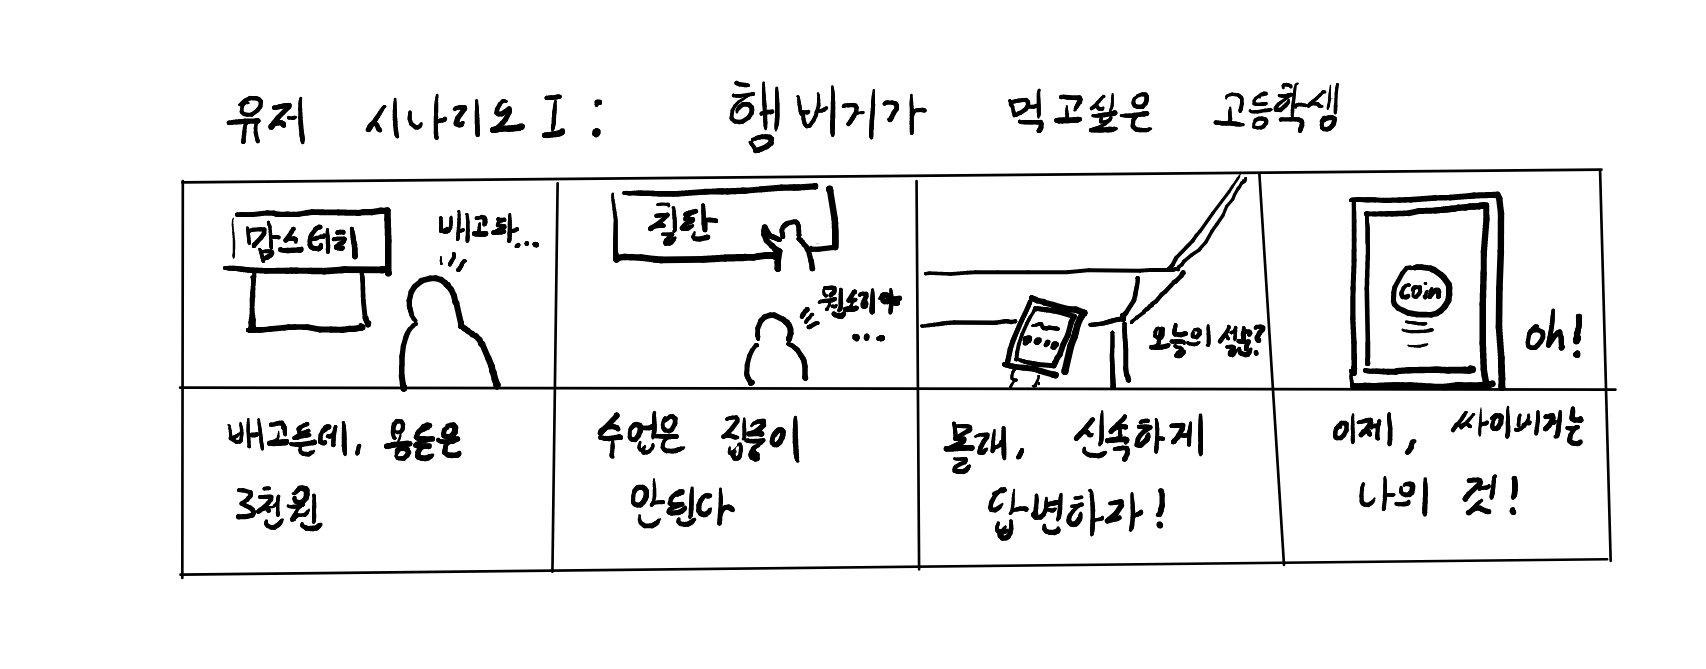 유저 시나리오 I : 햄버거가 먹고싶은 고등학생
맘스터치
배고파...
질탄
뭔소리야
...
오늘의 설문?
coin
oh!
배고픈데, 용돈은
3천원
수업은 집중이
안된다
몰래, 신속하게
답변하자!
이제, 싸이버거는
나의 것!